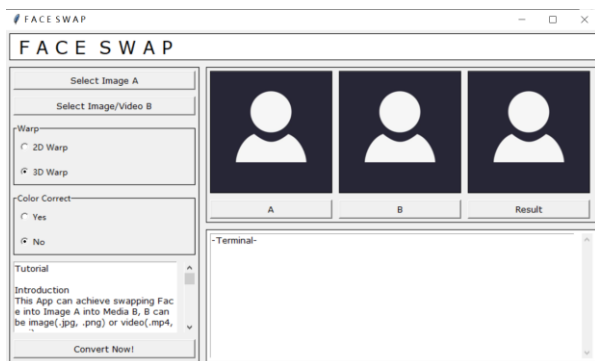 FACE SWAP
FACE SWAP
Select Image A
Select Image/Video B
Warp
2D Warp
3D Warp
Color Correct
Yes
No
Tutorial
Introduction
This App can achieve swapping Fac
e into Image A into Media B, B can
be image(.jpg, .png) or video(.mp4,
Convert Now!
A
B
Result
-Terminal-